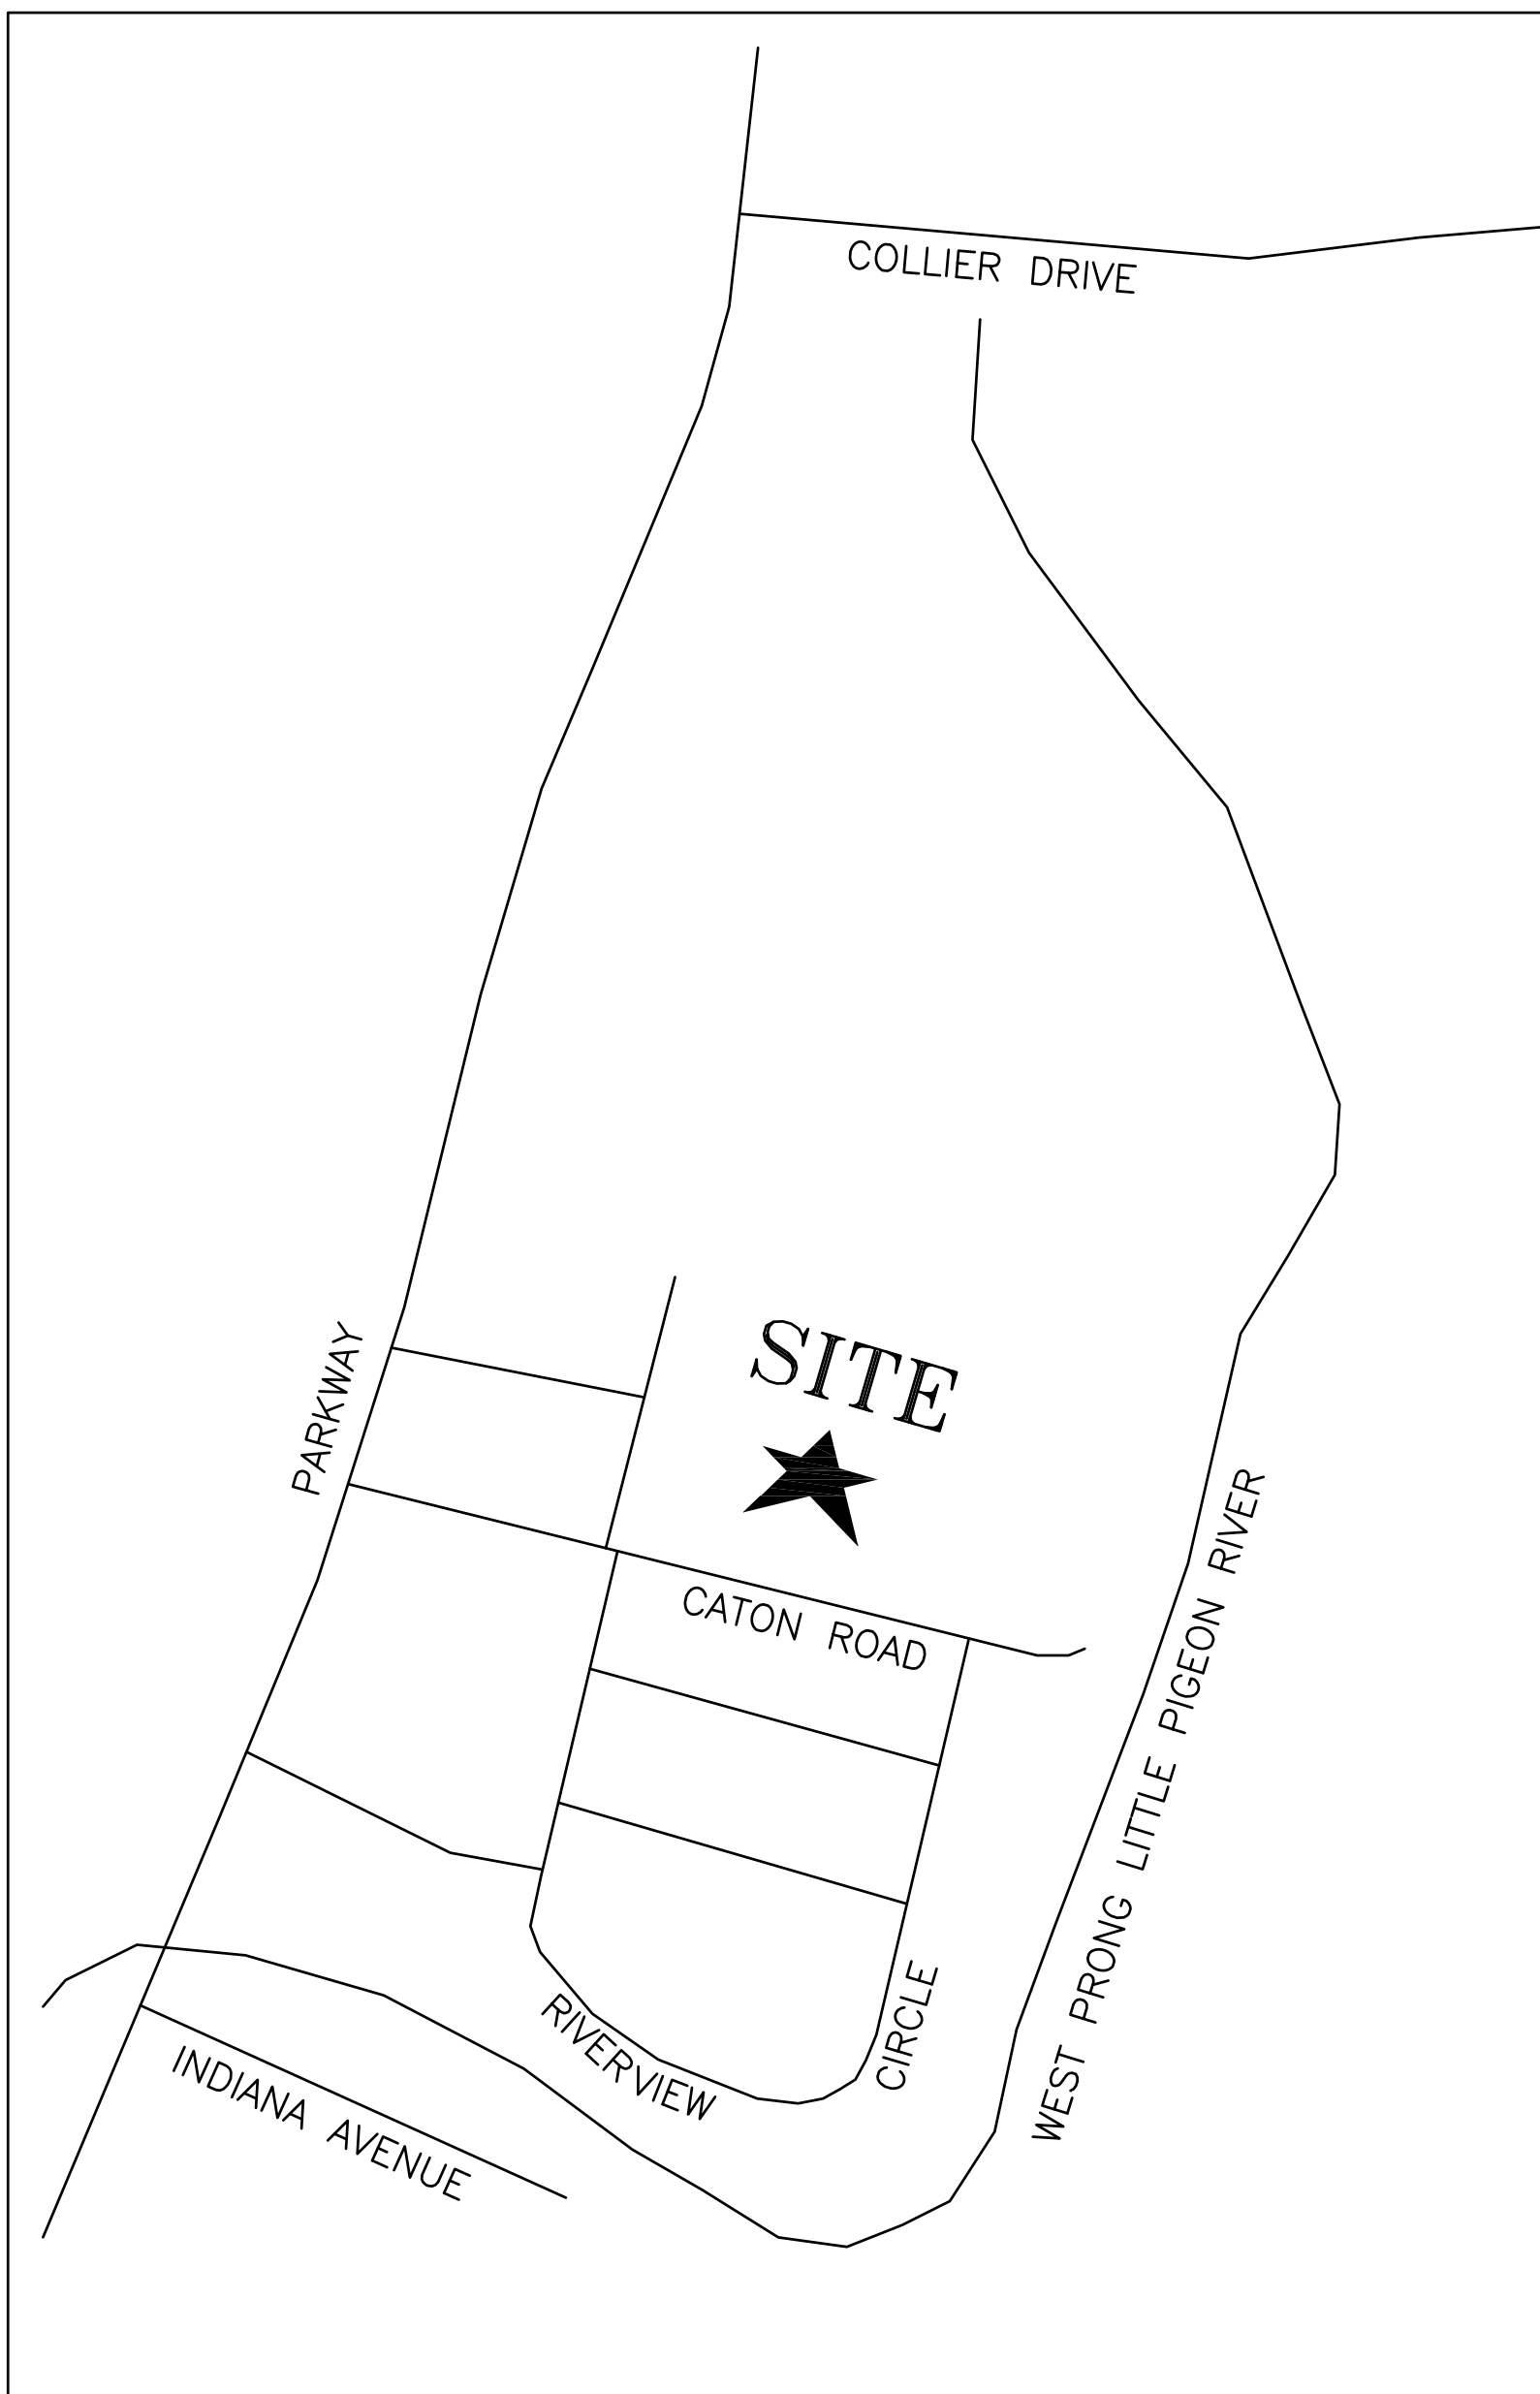 COLLIER DRIVE
PARKWAY
SITE
CATON ROAD
WEST PRONG LITTLE PIGEON RIVER
RIVERVIEW
CIRCLE
INDIANA AVENUE